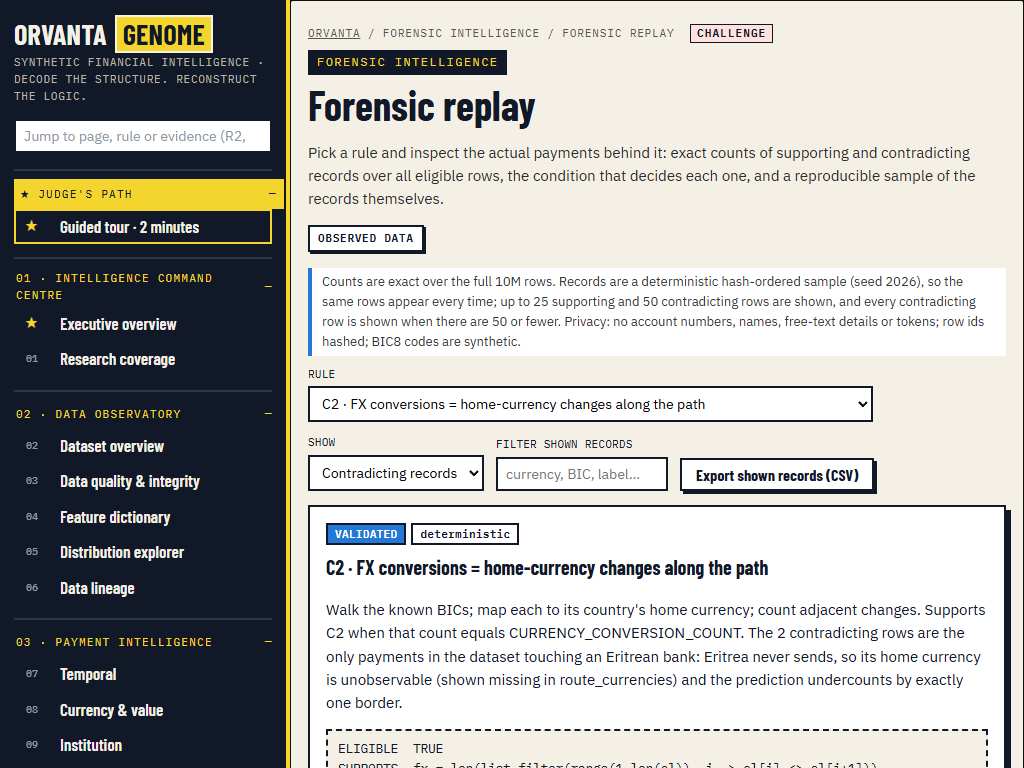 ORVANTA GENOME
SYNTHETIC FINANCIAL INTELLIGENCE ·
DECODE THE STRUCTURE. RECONSTRUCT
THE LOGIC.
Jump to page, rule or evidence (R2,
★ JUDGE'S PATH –
★ Guided tour · 2 minutes
01 · INTELLIGENCE COMMAND
CENTRE –
★ Executive overview
01 Research coverage
02 · DATA OBSERVATORY –
02 Dataset overview
03 Data quality & integrity
04 Feature dictionary
05 Distribution explorer
06 Data lineage
03 · PAYMENT INTELLIGENCE –
07 Temporal
08 Currency & value
09 Institution
ORVANTA / FORENSIC INTELLIGENCE / FORENSIC REPLAY CHALLENGE
FORENSIC INTELLIGENCE
Forensic replay
Pick a rule and inspect the actual payments behind it: exact counts of supporting and contradicting
records over all eligible rows, the condition that decides each one, and a reproducible sample of the
records themselves.
OBSERVED DATA
Counts are exact over the full 10M rows. Records are a deterministic hash-ordered sample (seed 2026), so the
same rows appear every time; up to 25 supporting and 50 contradicting rows are shown, and every contradicting
row is shown when there are 50 or fewer. Privacy: no account numbers, names, free-text details or tokens; row ids
hashed; BIC8 codes are synthetic.
RULE
C2 · FX conversions = home-currency changes along the path
SHOW
Contradicting records
FILTER SHOWN RECORDS
currency, BIC, label...
Export shown records (CSV)
VALIDATED deterministic
C2 · FX conversions = home-currency changes along the path
Walk the known BICs; map each to its country's home currency; count adjacent changes. Supports
C2 when that count equals CURRENCY_CONVERSION_COUNT. The 2 contradicting rows are the
only payments in the dataset touching an Eritrean bank: Eritrea never sends, so its home currency
is unobservable (shown missing in route_currencies) and the prediction undercounts by exactly
one border.
ELIGIBLE TRUE
SUPPORTS fx = len(list_filter(range(1,len(cl)), i -> cl[i] <> cl[i+1]))